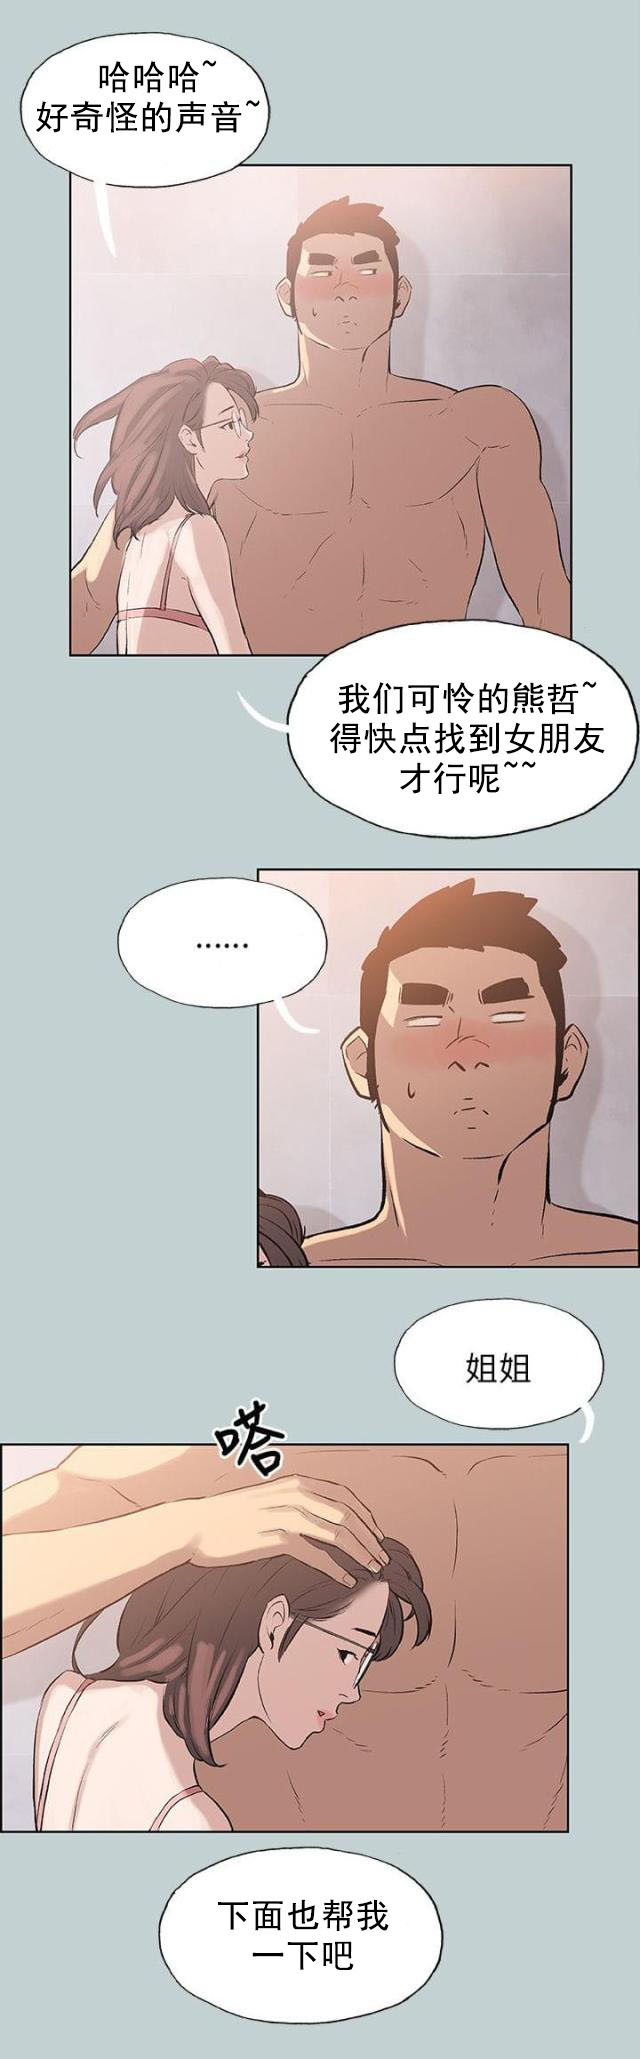 哈哈哈~
好奇怪的声音~
我们可怜的熊哲~
得快点找到女朋友
才行呢~~
······
姐姐
嗒
下面也帮我
一下吧